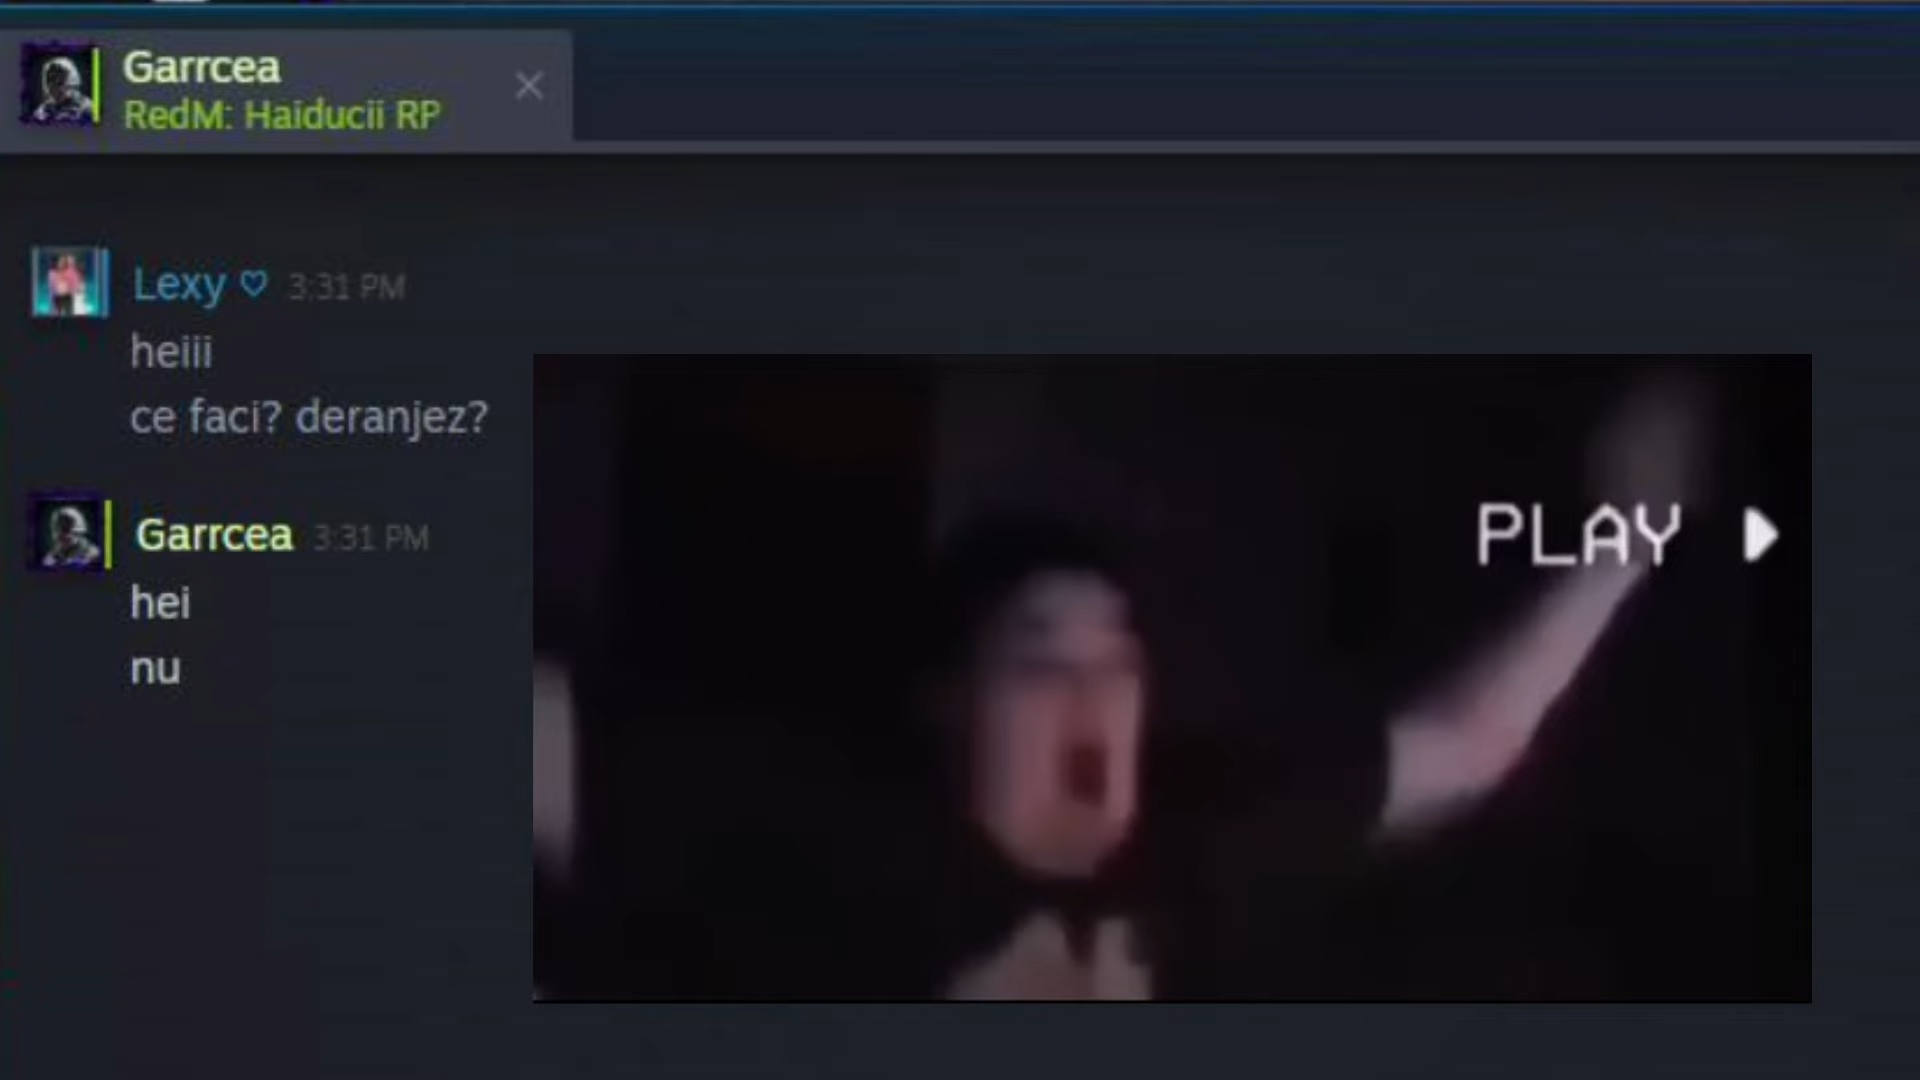 Garrcea
RedM: Haiducii RP
Lexy ♡ 3:31 PM
heiii
ce faci? deranjez?
Garrcea 3:31 PM
hei
nu
PLAY